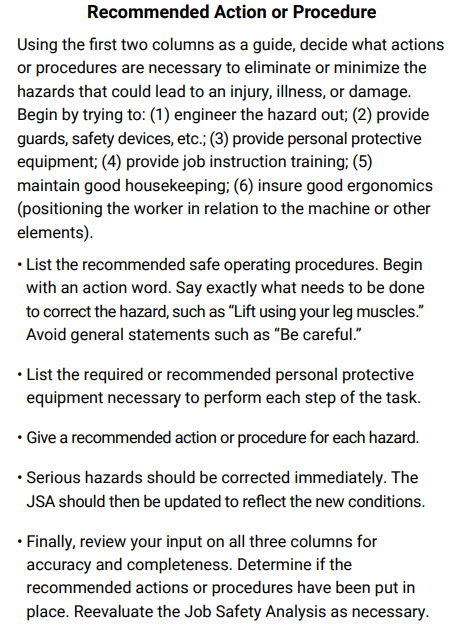 Recommended Action or Procedure
Using the first two columns as a guide, decide what actions
or procedures are necessary to eliminate or minimize the
hazards that could lead to an injury, illness, or damage.
Begin by trying to: (1) engineer the hazard out; (2) provide
guards, safety devices, etc.; (3) provide personal protective
equipment; (4) provide job instruction training; (5)
maintain good housekeeping; (6) insure good ergonomics
(positioning the worker in relation to the machine or other
elements).
• List the recommended safe operating procedures. Begin
with an action word. Say exactly what needs to be done
to correct the hazard, such as “Lift using your leg muscles.”
Avoid general statements such as “Be careful.”
• List the required or recommended personal protective
equipment necessary to perform each step of the task.
• Give a recommended action or procedure for each hazard.
• Serious hazards should be corrected immediately. The
JSA should then be updated to reflect the new conditions.
• Finally, review your input on all three columns for
accuracy and completeness. Determine if the
recommended actions or procedures have been put in
place. Reevaluate the Job Safety Analysis as necessary.